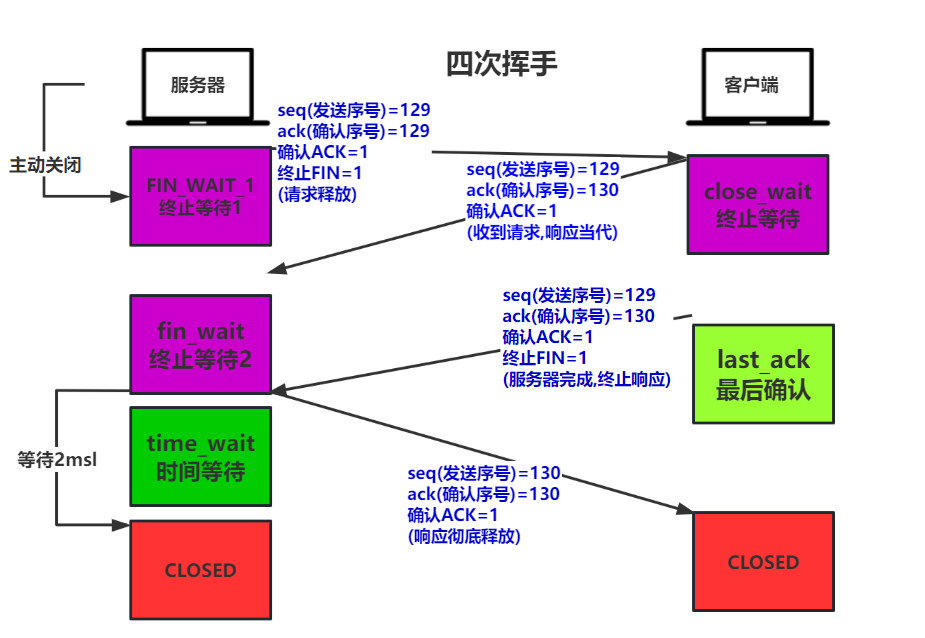 四次挥手
服务器
客户端
主动关闭
seq(发送序号)=129
ack(确认序号)=129
确认ACK=1
终止FIN=1
(请求释放)
FIN_WAIT_1
终止等待1
seq(发送序号)=129
ack(确认序号)=130
确认ACK=1
(收到请求,响应当代)
close_wait
终止等待
fin_wait
终止等待2
seq(发送序号)=129
ack(确认序号)=130
确认ACK=1
终止FIN=1
(服务器完成,终止响应)
last_ack
最后确认
等待2msl
time_wait
时间等待
seq(发送序号)=130
ack(确认序号)=130
确认ACK=1
(响应彻底释放)
CLOSED
CLOSED